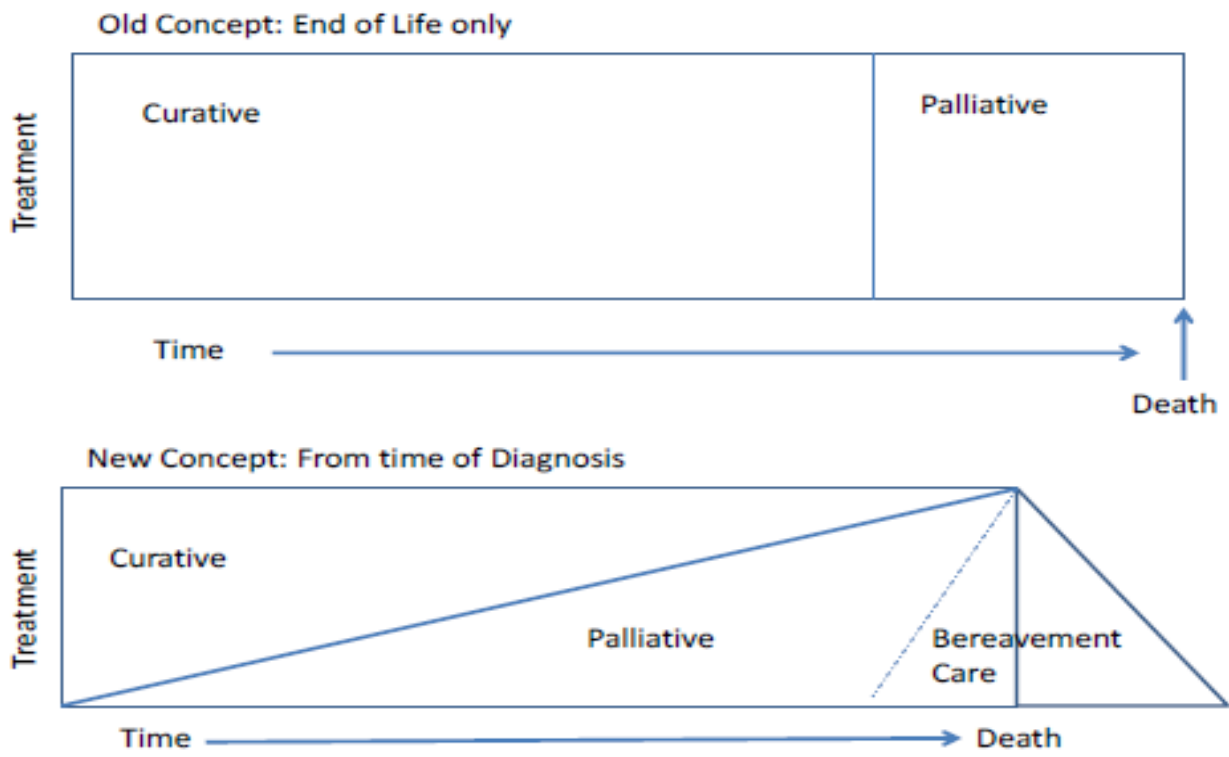 Old Concept: End of Life only
Curative
Palliative
Treatment
Time
Death
New Concept: From time of Diagnosis
Curative
Treatment
Palliative
Bereavement
Care
Time
Death